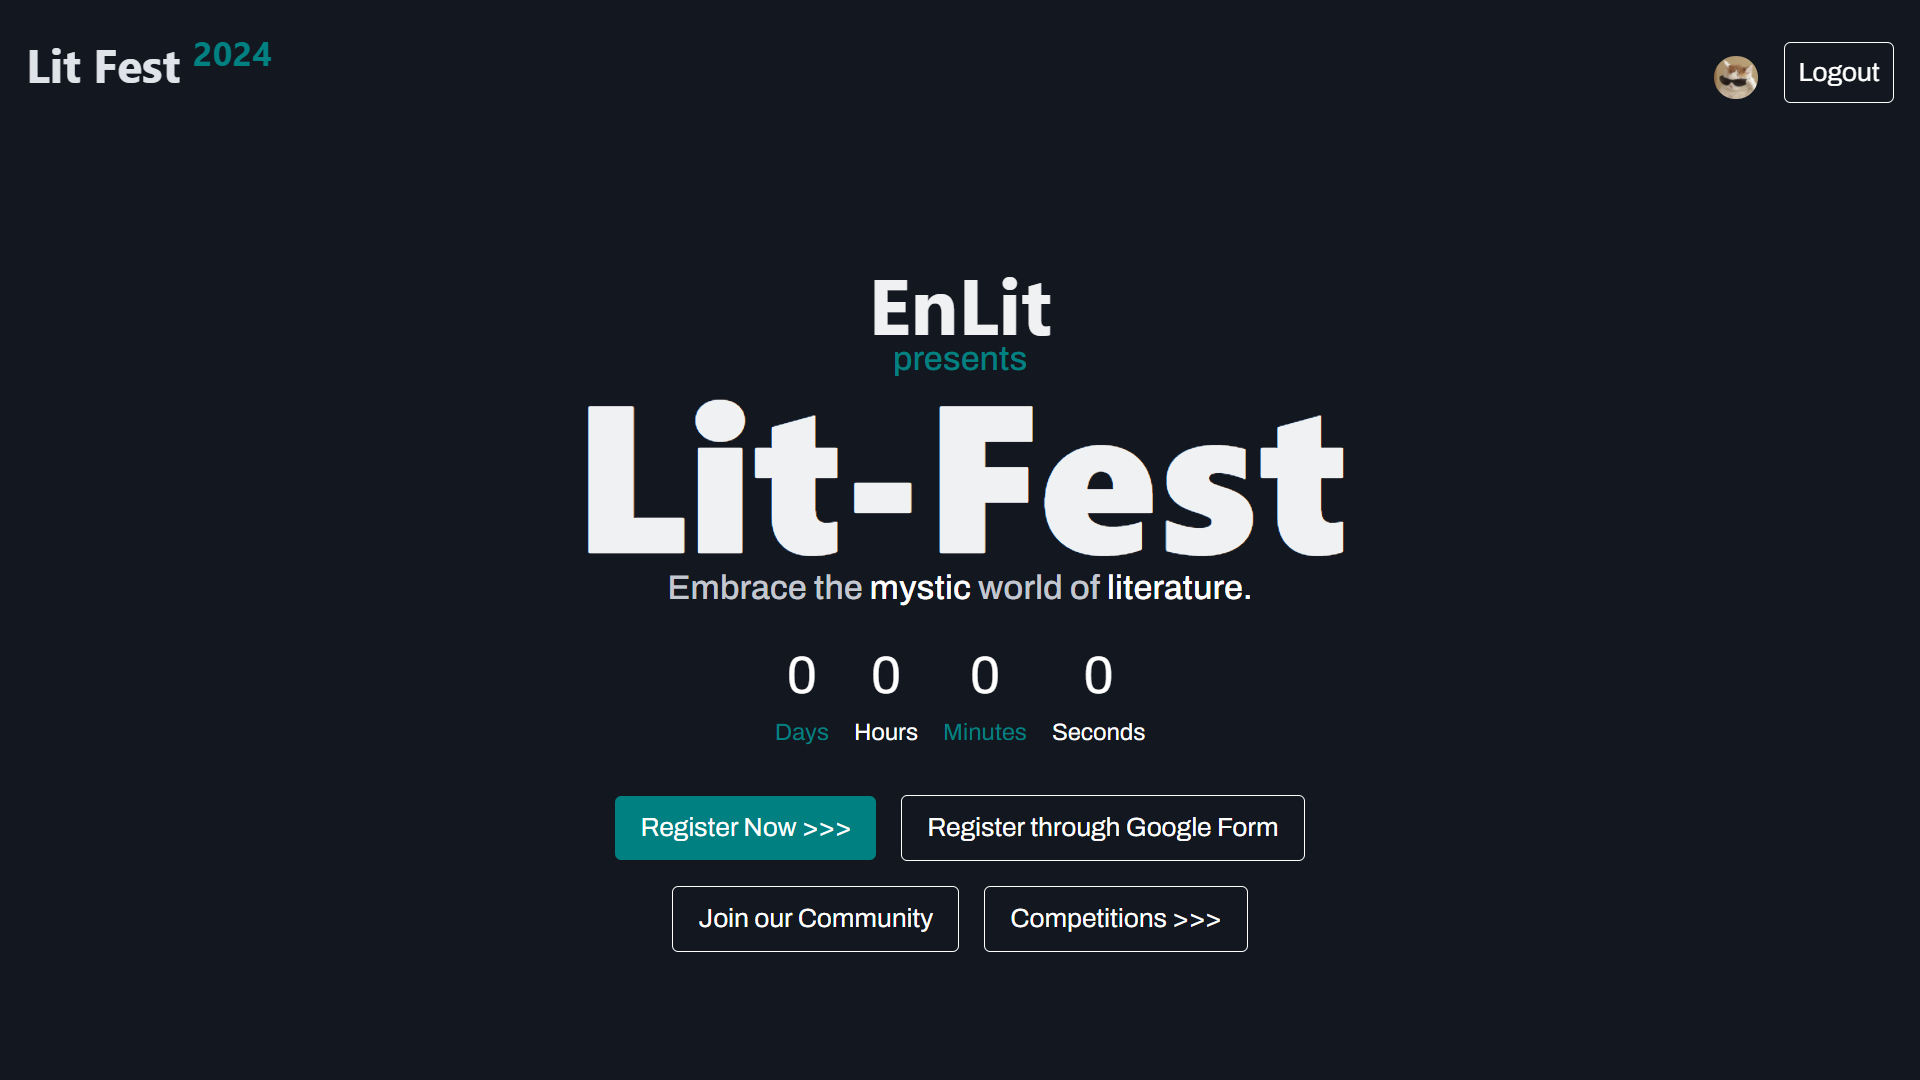 Lit Fest 2024
Logout
EnLit
presents
Lit-Fest
Embrace the mystic world of literature.
0 0 0 0
Days Hours Minutes Seconds
Register Now >>> Register through Google Form
Join our Community Competitions >>>